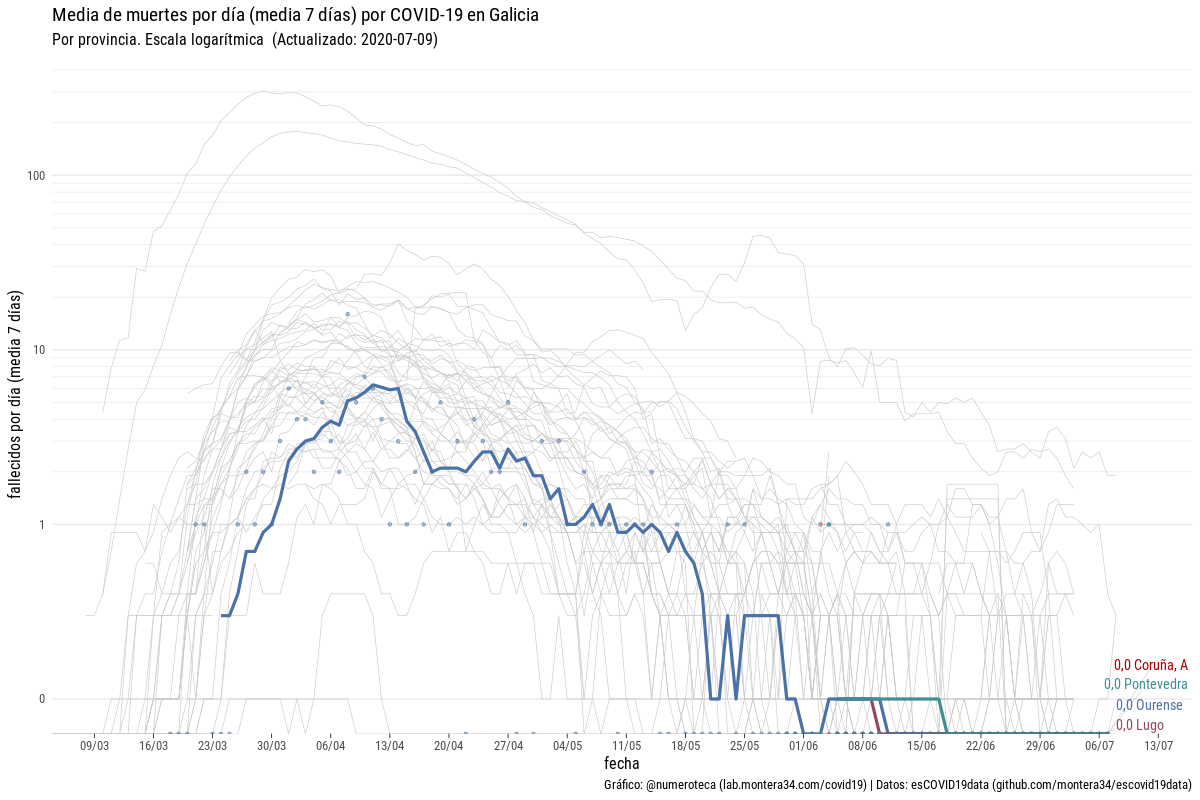 Media de muertes por día (media 7 días) por COVID-19 en Galicia
Por provincia. Escala logarítmica (Actualizado: 2020-07-09)
fallecidos por día (media 7 días)
100
10
1
0
0,0 Coruña, A
0,0 Pontevedra
0,0 Ourense
0,0 Lugo
09/03 16/03 23/03 30/03 06/04 13/04 20/04 27/04 04/05 11/05 18/05 25/05 01/06 08/06 15/06 22/06 29/06 06/07 13/07
fecha
Gráfico: @numeroteca (lab.montera34.com/covid19) | Datos: esCOVID19data (github.com/montera34/escovid19data)